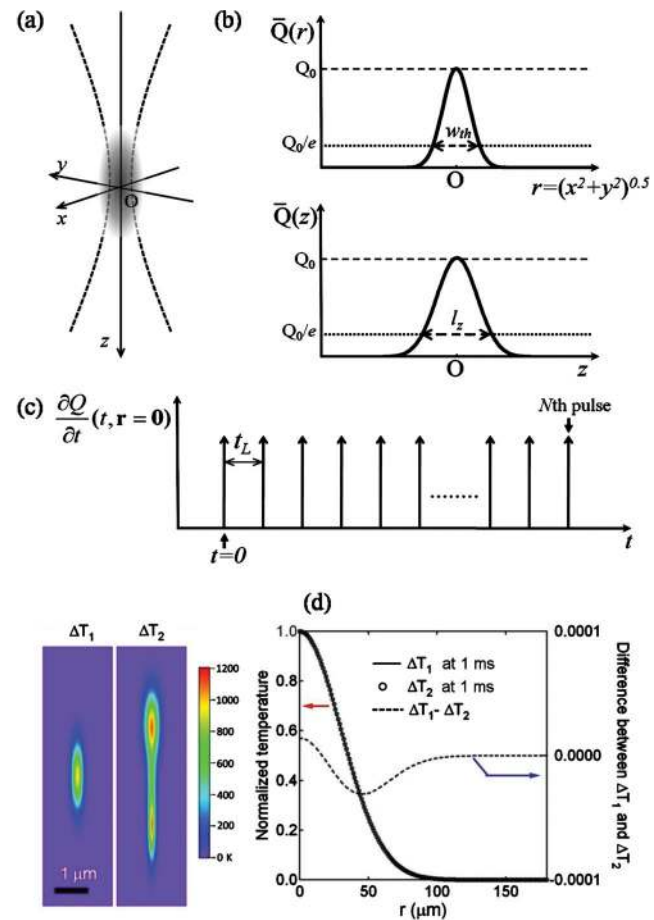 (a)
y
x
O
z
(b)
Q̄(r)
Q₀
Q₀/e
w_th
O
r=(x²+y²)^0.5
Q̄(z)
Q₀
Q₀/e
l_z
O
z
(c)
∂Q/∂t (t, r = 0)
t_L
Nth pulse
t=0
t
ΔT₁
ΔT₂
1200
1000
800
600
400
200
0 K
1 μm
(d)
Normalized temperature
1.0
0.8
0.6
0.4
0.2
0.0
ΔT₁ at 1 ms
ΔT₂ at 1 ms
ΔT₁- ΔT₂
0.0001
0.0000
-0.0001
Difference between ΔT₁ and ΔT₂
0
50
100
150
r (μm)